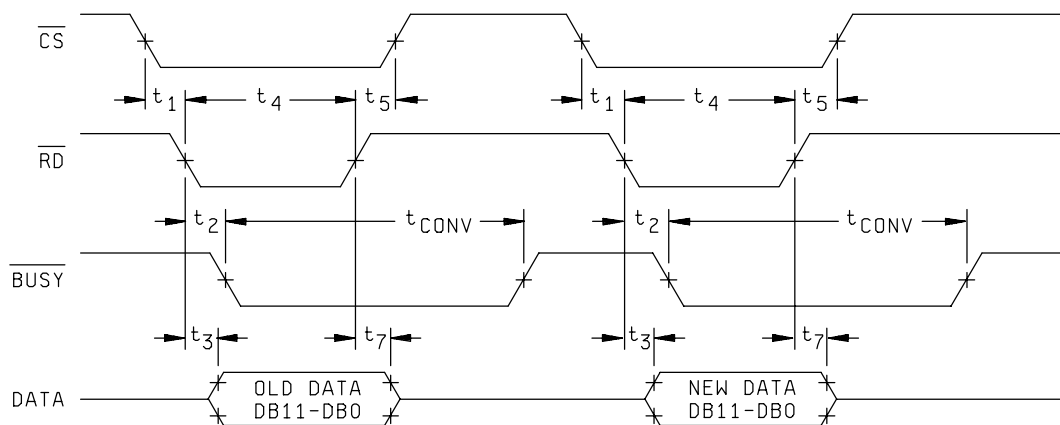 CS
t1 t4 t5 t1 t4 t5
RD
t2 tCONV t2 tCONV
BUSY
t3 t7 t3 t7
DATA
OLD DATA
DB11-DB0
NEW DATA
DB11-DB0